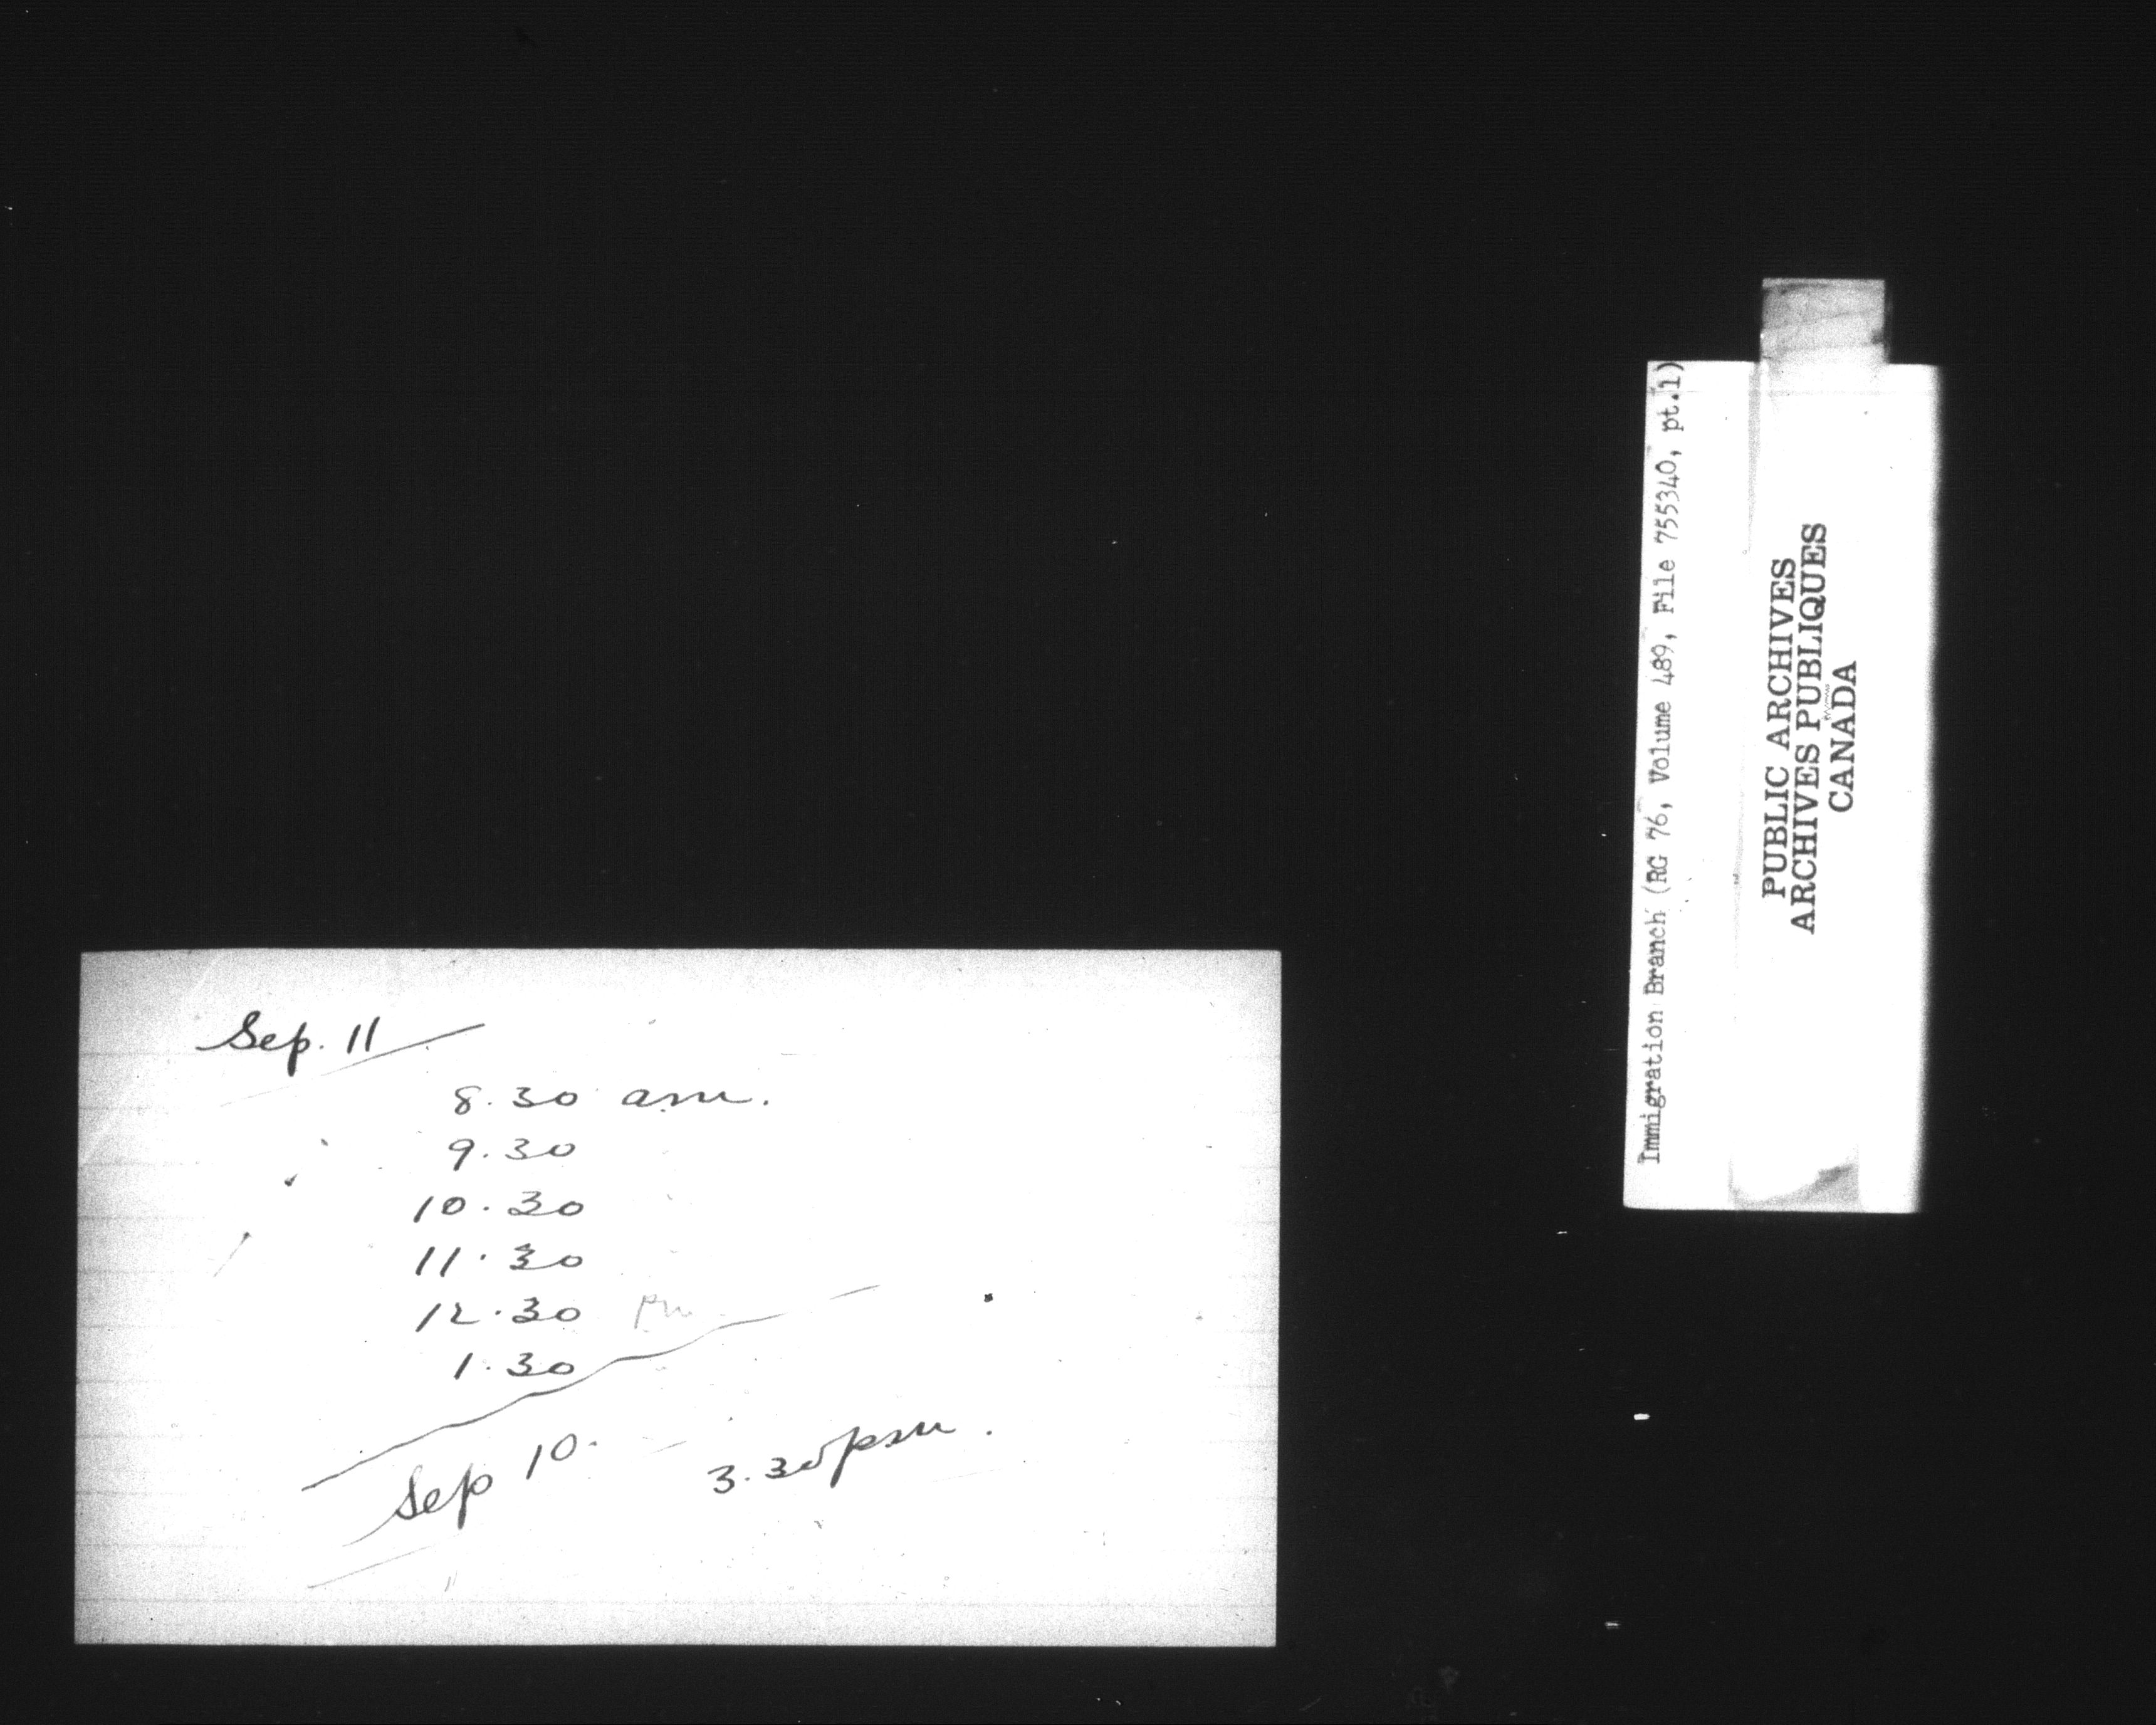 Sep. 11
8.30 am.
9.30
10.30
11.30
12.30 pm
1.30
Sep 10. 3.30 pm.
Immigration Branch (RG 76, Volume 489, File 755340, pt.1)
PUBLIC ARCHIVES
ARCHIVES PUBLIQUES
CANADA